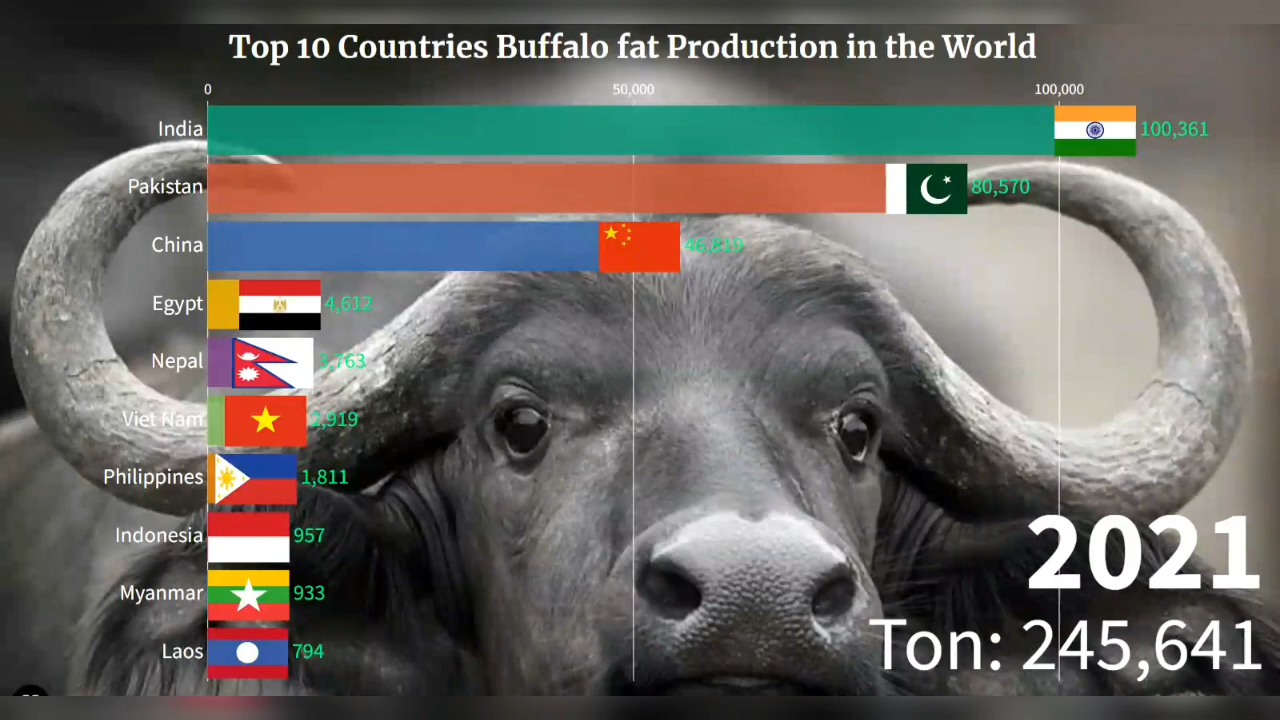 Top 10 Countries Buffalo fat Production in the World
0 50,000 100,000
India 100,361
Pakistan 80,570
China 46,819
Egypt 4,612
Nepal 3,763
Viet Nam 2,919
Philippines 1,811
Indonesia 957
Myanmar 933
Laos 794
2021
Ton: 245,641